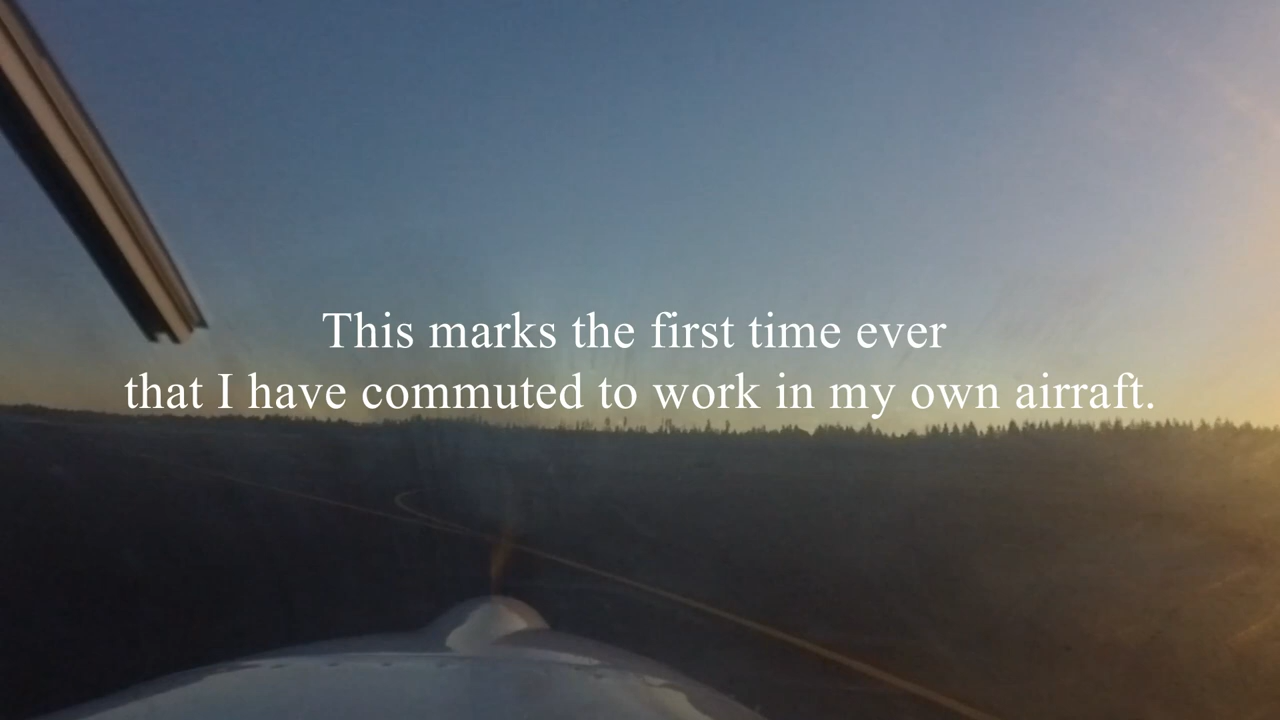 This marks the first time ever
that I have commuted to work in my own airraft.